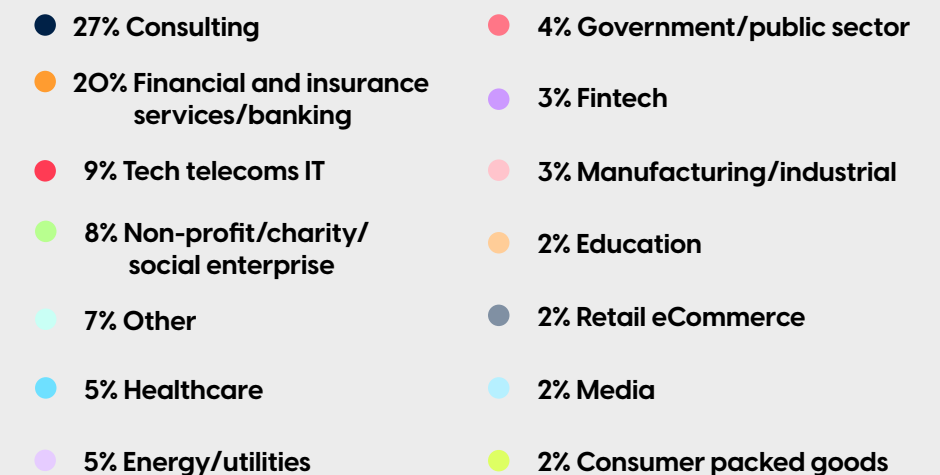 27% Consulting
20% Financial and insurance
services/banking
9% Tech telecoms IT
8% Non-profit/charity/
social enterprise
7% Other
5% Healthcare
5% Energy/utilities
4% Government/public sector
3% Fintech
3% Manufacturing/industrial
2% Education
2% Retail eCommerce
2% Media
2% Consumer packed goods